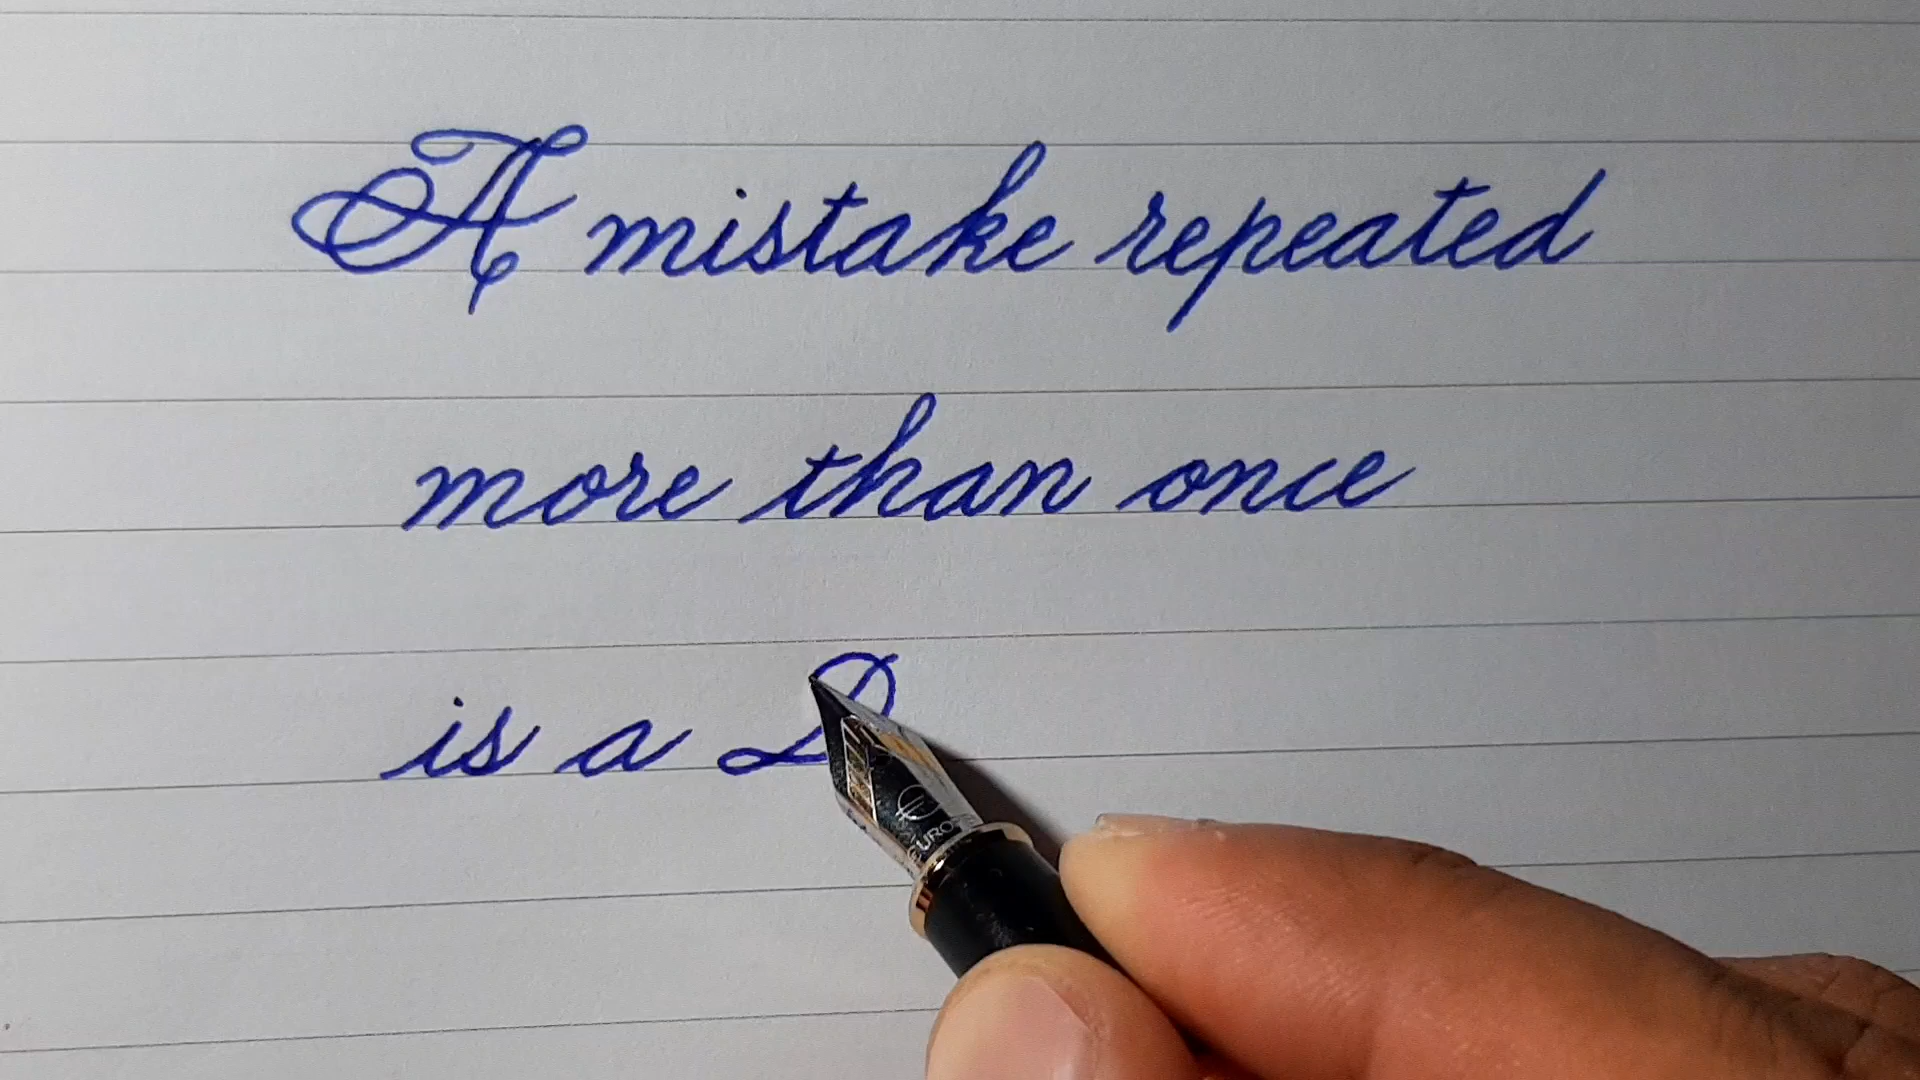 A mistake repeated
more than once
is a D